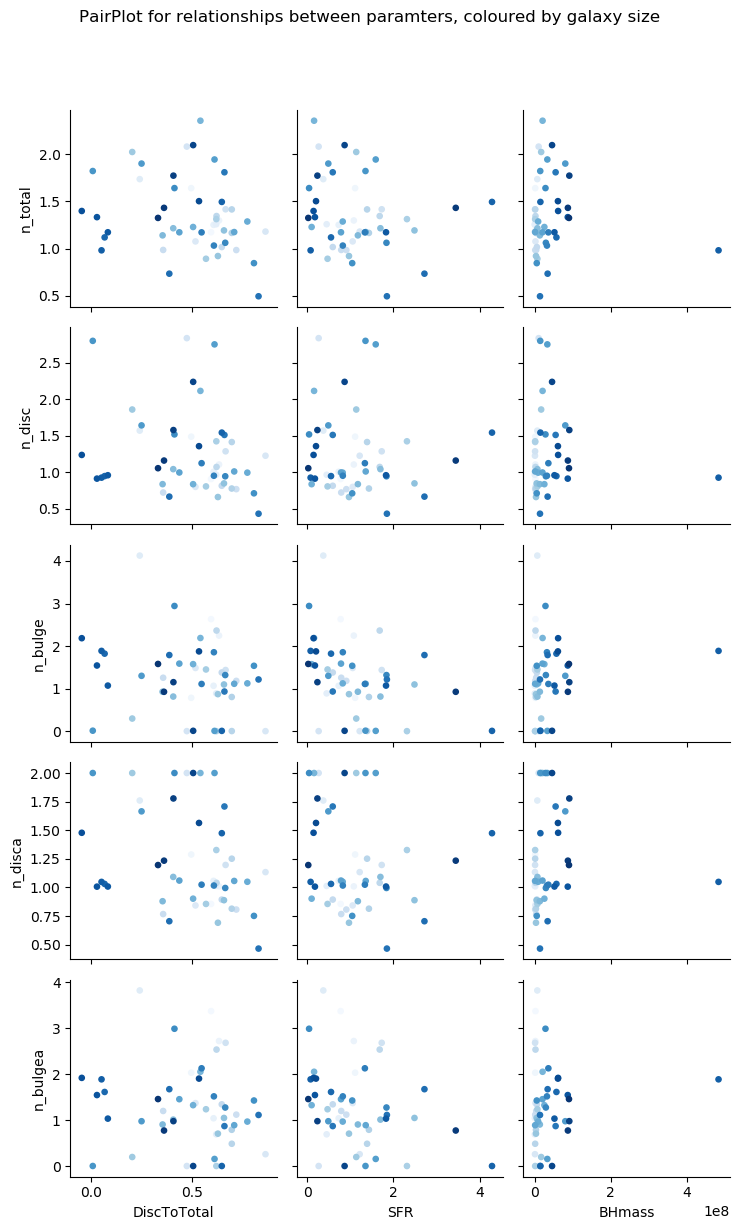 PairPlot for relationships between paramters, coloured by galaxy size
2.0
1.5
1.0
0.5
n_total
2.5
2.0
1.5
1.0
0.5
n_disc
4
3
2
1
0
n_bulge
2.00
1.75
1.50
1.25
1.00
0.75
0.50
n_disca
4
3
2
1
0
n_bulgea
0.0 0.5
DiscToTotal
0 2 4
SFR
0 2 4
1e8
BHmass